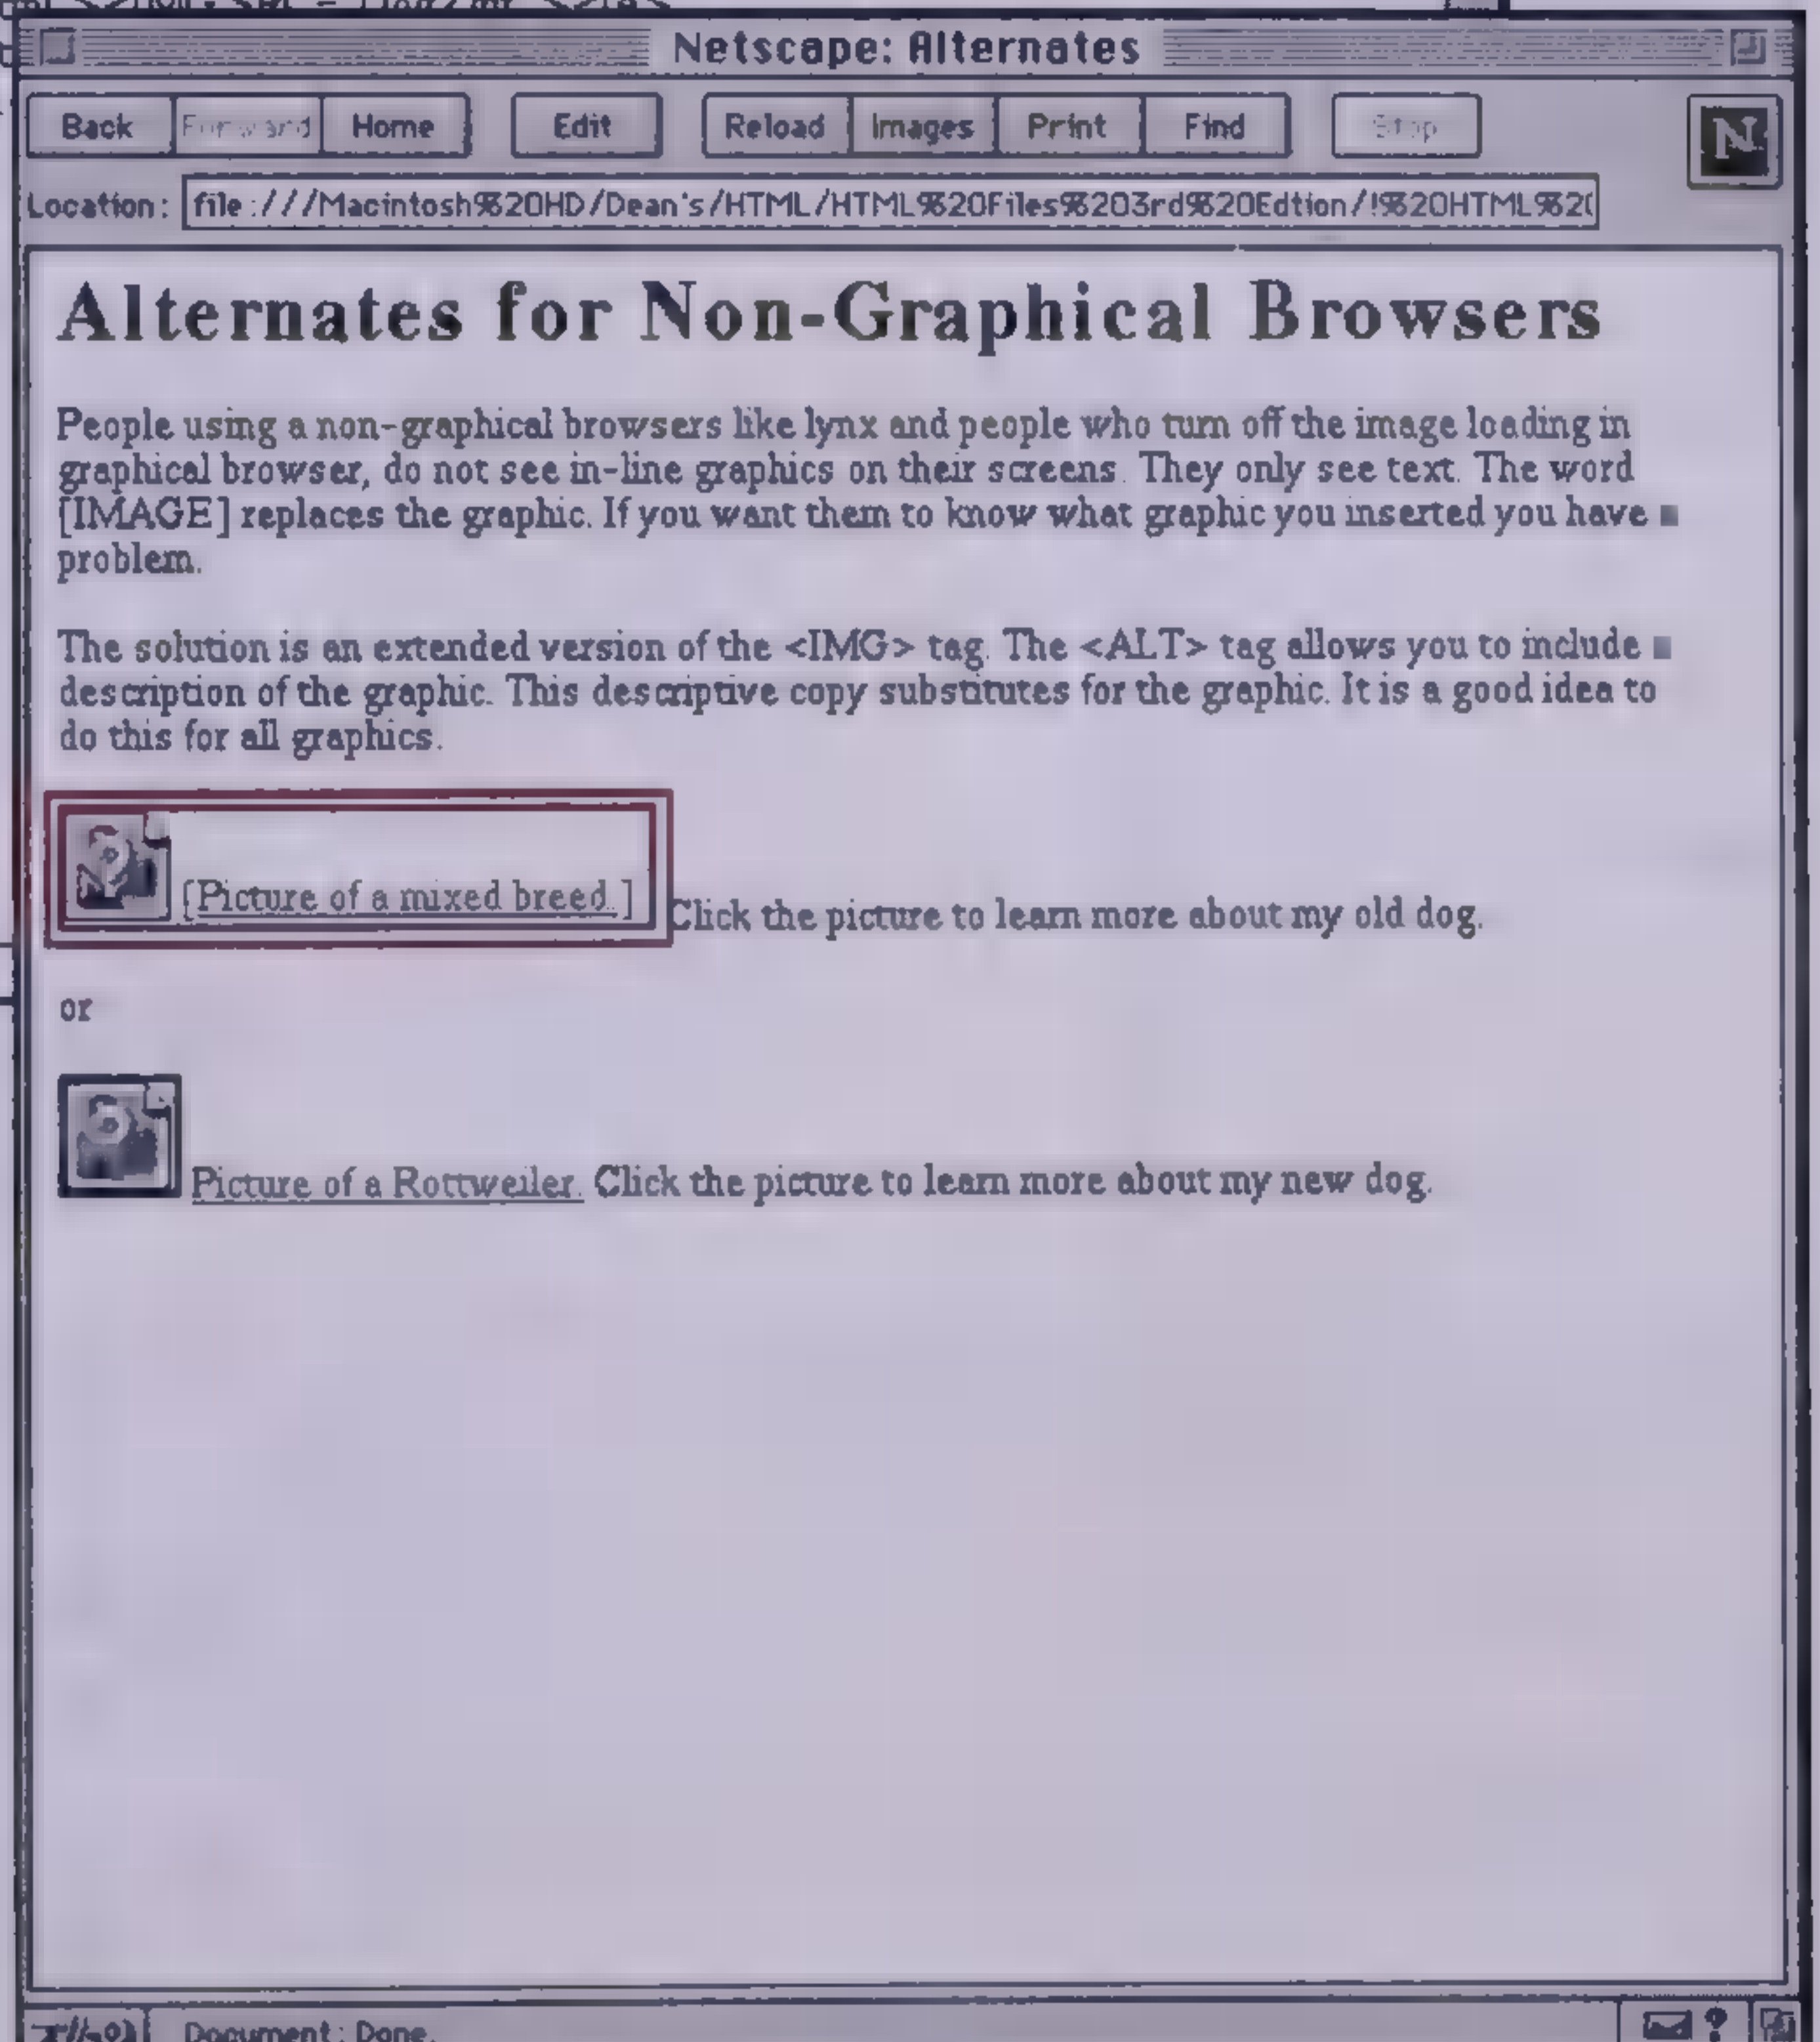 Netscape: Alternates
Back Forward Home Edit Reload Images Print Find Stop
N
Location: file:///Macintosh%20HD/Dean's/HTML/HTML%20Files%203rd%20Edtion/!%20HTML%20
Alternates for Non-Graphical Browsers
People using a non-graphical browsers like lynx and people who turn off the image loading in
graphical browser, do not see in-line graphics on their screens. They only see text. The word
[IMAGE] replaces the graphic. If you want them to know what graphic you inserted you have a
problem.
The solution is an extended version of the <IMG> tag. The <ALT> tag allows you to include a
description of the graphic. This descriptive copy substitutes for the graphic. It is a good idea to
do this for all graphics.
[Picture of a mixed breed.] Click the picture to learn more about my old dog.
or
Picture of a Rottweiler. Click the picture to learn more about my new dog.
Document: Done.
?